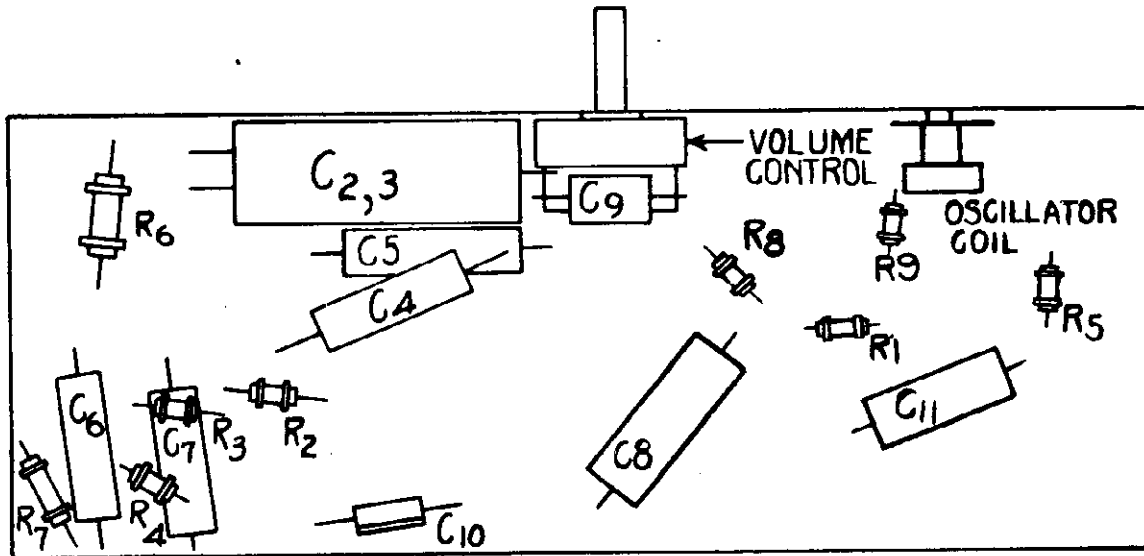 C2,3
VOLUME
CONTROL
C9
OSCILLATOR
COIL
R6
C5
R8
R9
C4
R5
R1
C6
C7
R3
R2
C11
C8
R7
R4
C10